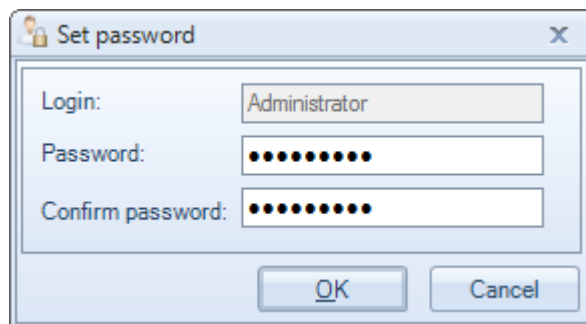 Set password
Login:
Administrator
Password:
●●●●●●●●●
Confirm password:
●●●●●●●●●
OK
Cancel